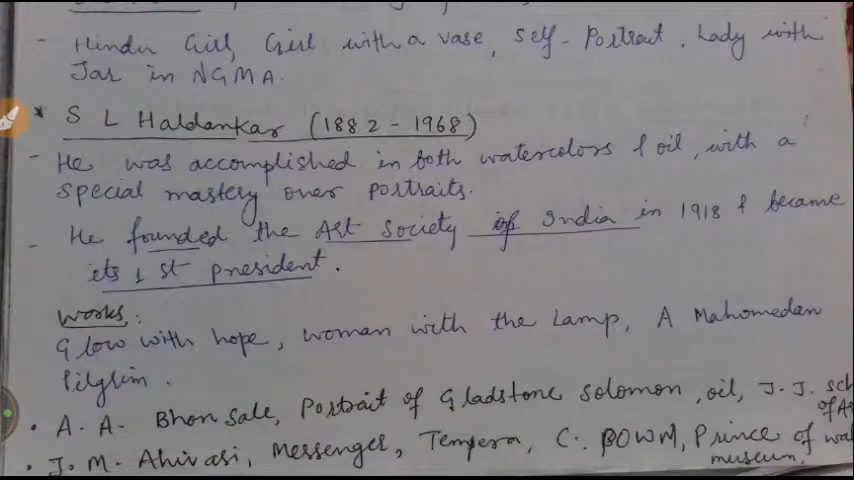 - Hindu Girl, Girl with a vase, Self-Portrait, Lady with
Jar in NGMA.
* S L Haldankar (1882-1968)
- He was accomplished in both watercolors & oil, with a
special mastery over portraits.
- He founded the Art Society of India in 1918 & became
its 1st president.
Works:
Glow with hope, woman with the Lamp, A Mahomedan
Pilgrim.
• A. A. Bhonsale, Portrait of Gladstone Solomon, oil, J.J. sch
of Ar
• J. M. Ahivasi, Messenger, Tempera, C. BOWM, Prince of wal
museum.